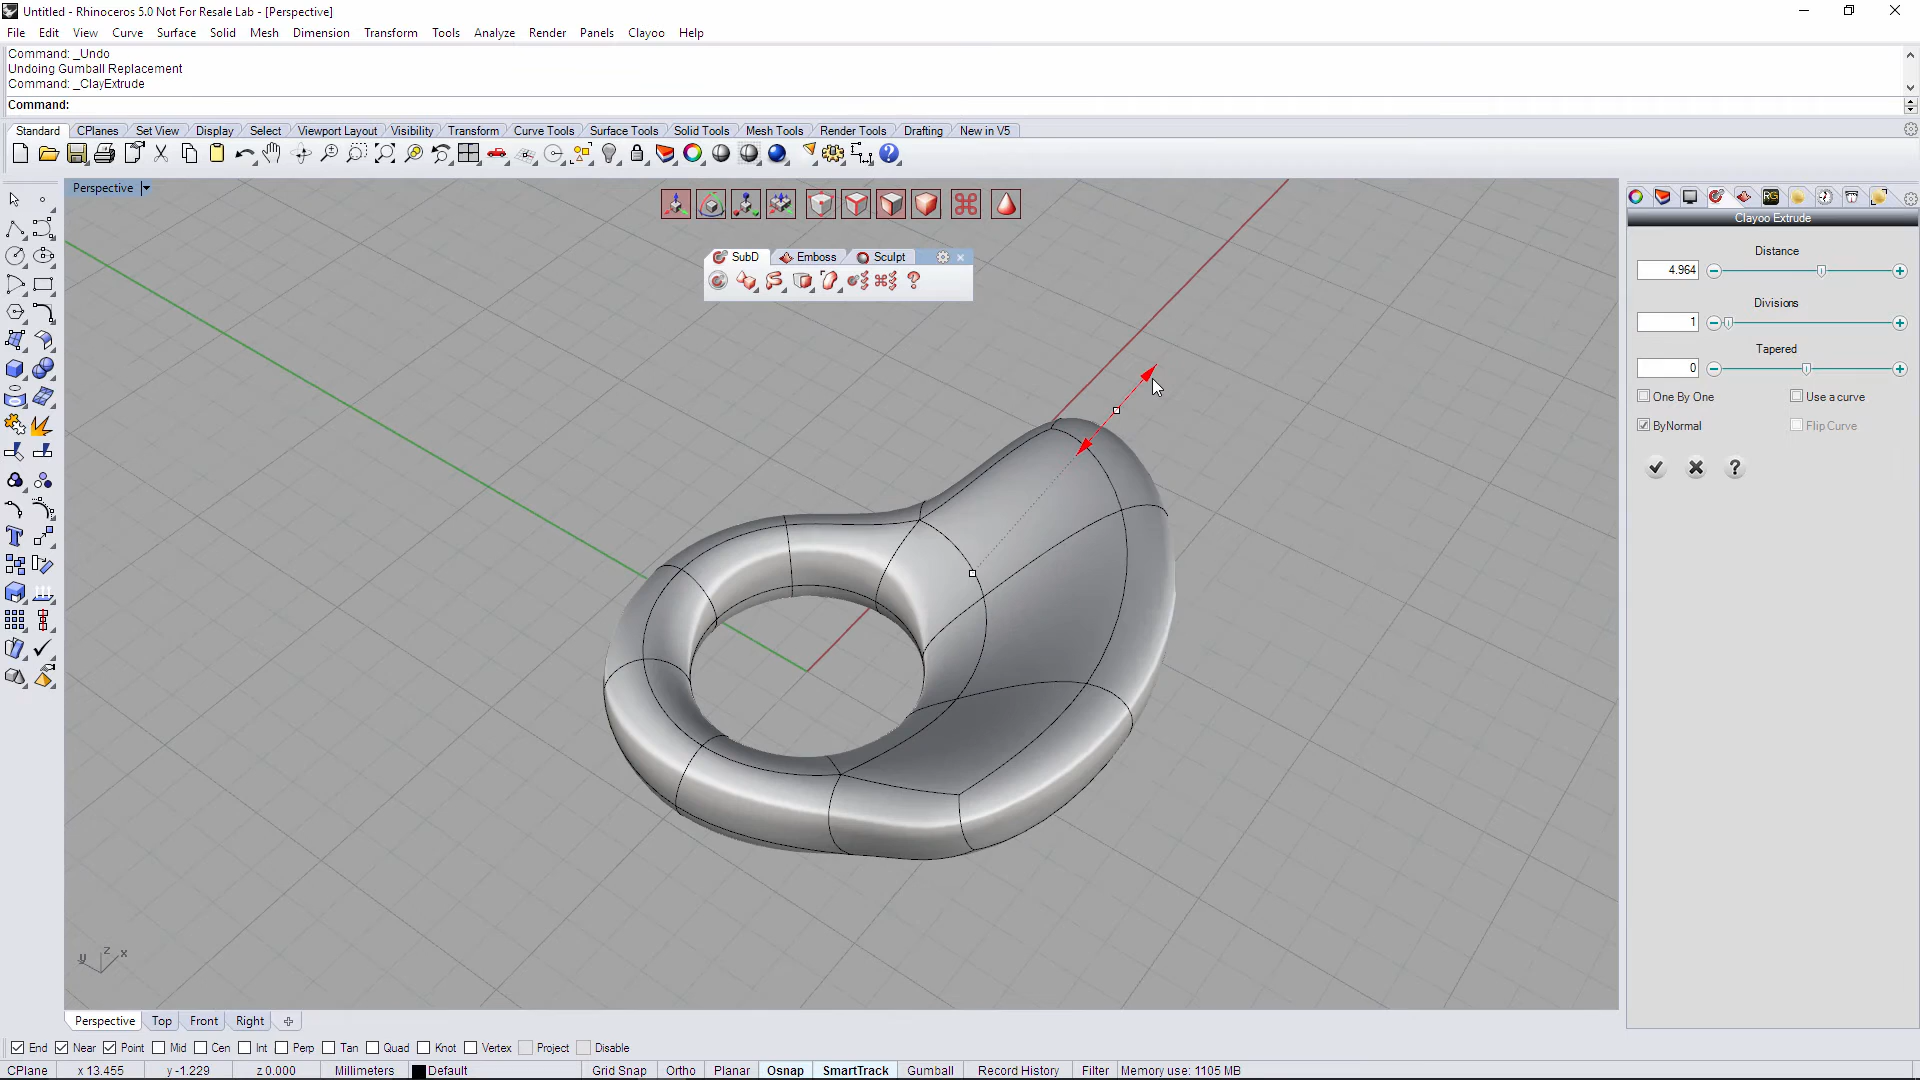 Untitled - Rhinoceros 5.0 Not For Resale Lab - [Perspective]
File Edit View Curve Surface Solid Mesh Dimension Transform Tools Analyze Render Panels Clayoo Help
Command: _Undo
Undoing Gumball Replacement
Command: _ClayExtrude
Command:
Standard CPlanes Set View Display Select Viewport Layout Visibility Transform Curve Tools Surface Tools Solid Tools Mesh Tools Render Tools Drafting New in V5
Perspective
SubD Emboss Sculpt
Clayoo Extrude
Distance
4.964
Divisions
1
Tapered
0
One By One Use a curve
ByNormal Flip Curve
y z x
Perspective Top Front Right
End Near Point Mid Cen Int Perp Tan Quad Knot Vertex Project Disable
CPlane x 13.455 y -1.229 z 0.000 Millimeters Default Grid Snap Ortho Planar Osnap SmartTrack Gumball Record History Filter Memory use: 1105 MB